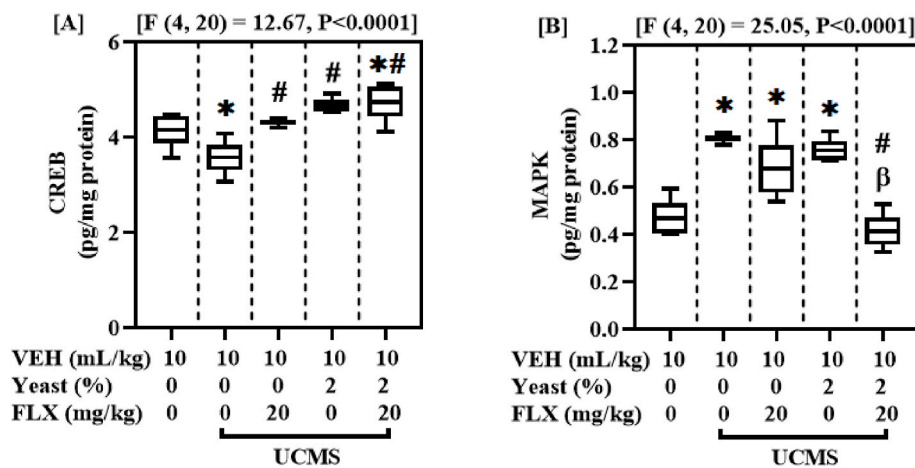 [A] [F (4, 20) = 12.67, P<0.0001]
6
4
2
0
CREB
(pg/mg protein)
* # # *#
VEH (mL/kg) 10 10 10 10 10
Yeast (%) 0 0 0 2 2
FLX (mg/kg) 0 0 20 0 20
UCMS
[B] [F (4, 20) = 25.05, P<0.0001]
1.2
1.0
0.8
0.6
0.4
0.2
0.0
MAPK
(pg/mg protein)
* * * #
β
VEH (mL/kg) 10 10 10 10 10
Yeast (%) 0 0 0 2 2
FLX (mg/kg) 0 0 20 0 20
UCMS